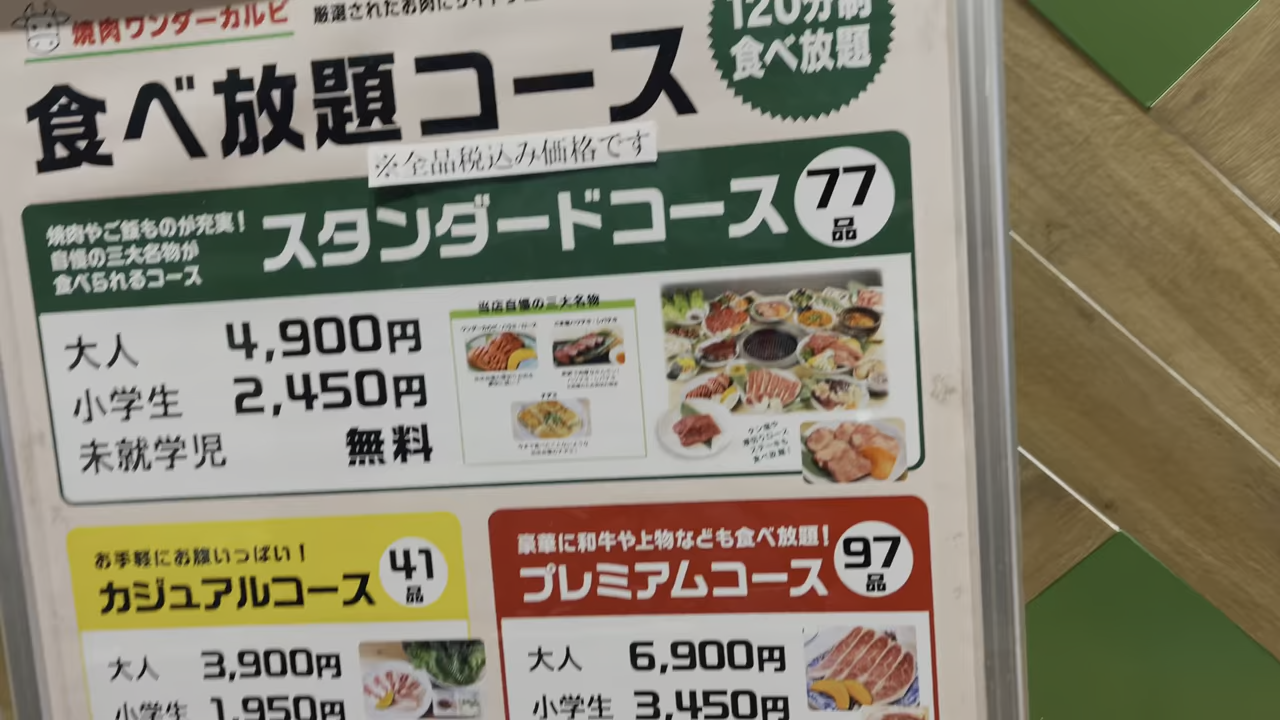 焼肉ワンダーカルビ
厳選されたお肉に
120分制
食べ放題
食べ放題コース
※全品税込み価格です
焼肉やご飯ものが充実!
自慢の三大名物が
食べられるコース
スタンダードコース
77
品
大人 4,900円
小学生 2,450円
未就学児 無料
当店自慢の三大名物
お手軽にお腹いっぱい!
カジュアルコース
41
品
大人 3,900円
小学生 1,950円
豪華に和牛や上物なども食べ放題!
プレミアムコース
97
品
大人 6,900円
小学生 3,450円